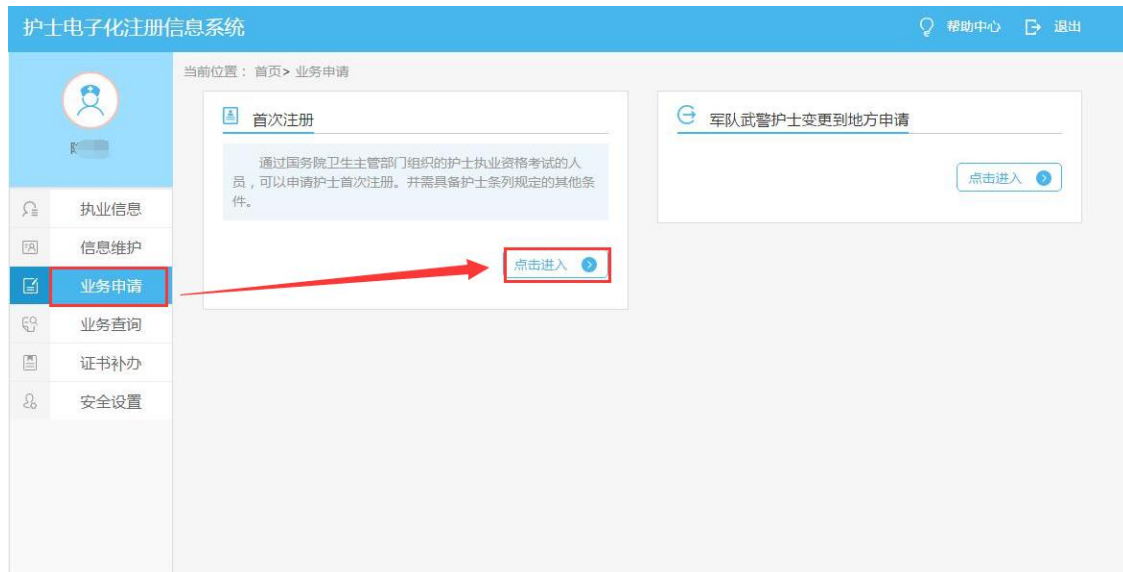 护士电子化注册信息系统
帮助中心 退出
当前位置： 首页> 业务申请
首次注册
通过国务院卫生主管部门组织的护士执业资格考试的人
员，可以申请护士首次注册。并需具备护士条列规定的其他条
件。
点击进入
军队武警护士变更到地方申请
点击进入
执业信息
信息维护
业务申请
业务查询
证书补办
安全设置